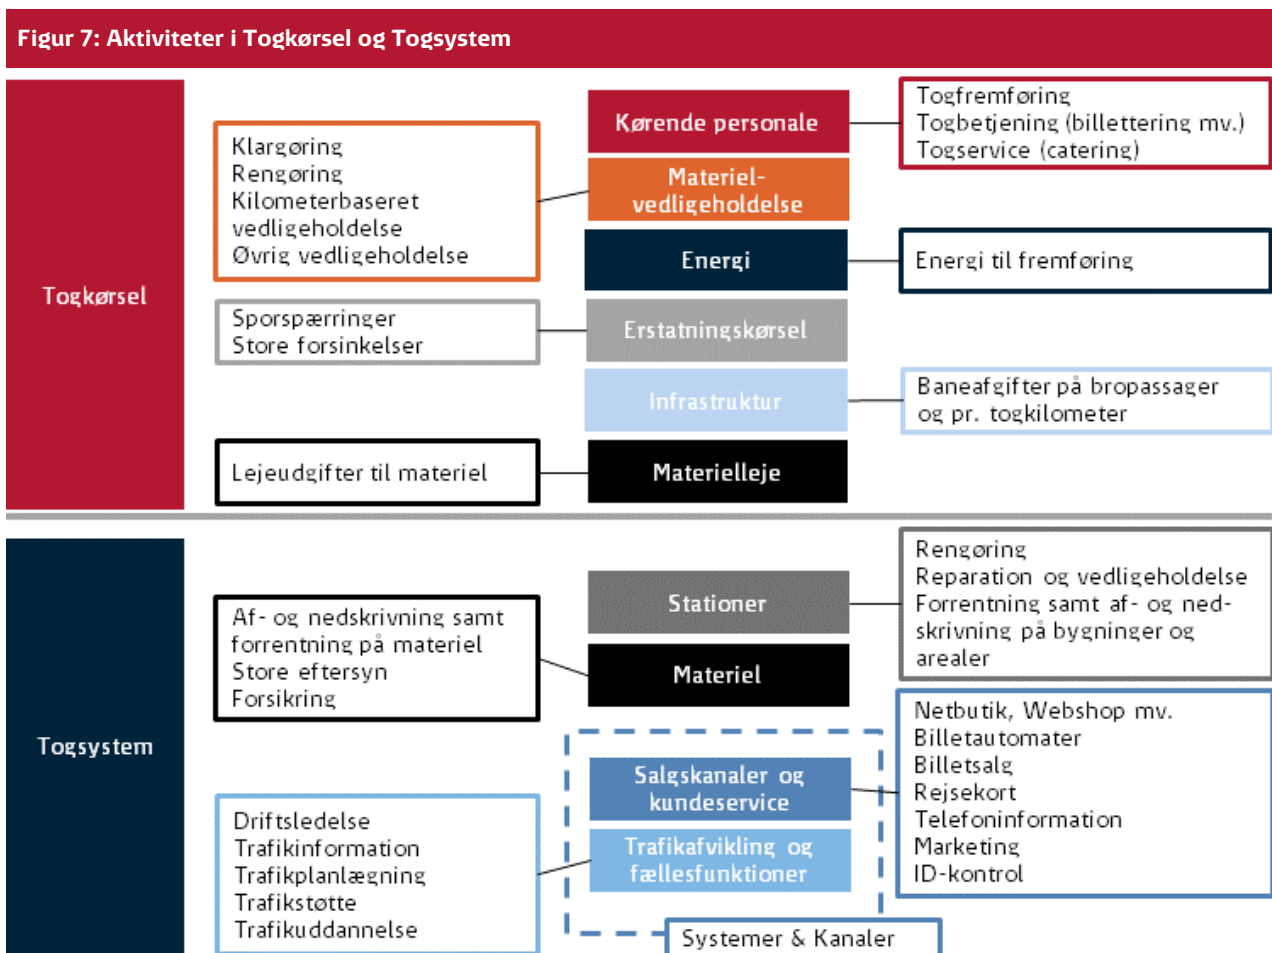 Figur 7: Aktiviteter i Togkørsel og Togsystem
Togkørsel
Kørende personale
Togfremføring
Togbetjening (billettering mv.)
Togservice (catering)
Klargøring
Rengøring
Kilometerbaseret
vedligeholdelse
Øvrig vedligeholdelse
Materiel-
vedligeholdelse
Energi
Energi til fremføring
Sporspærringer
Store forsinkelser
Erstatningskørsel
Infrastruktur
Baneafgifter på bropassager
og pr. togkilometer
Lejeudgifter til materiel
Materielleje
Togsystem
Stationer
Rengøring
Reparation og vedligeholdelse
Forrentning samt af- og ned-
skrivning på bygninger og
arealer
Af- og nedskrivning samt
forrentning på materiel
Store eftersyn
Forsikring
Materiel
Salgskanaler og
kundeservice
Netbutik, Webshop mv.
Billetautomater
Billetsalg
Rejsekort
Telefoninformation
Marketing
ID-kontrol
Driftsledelse
Trafikinformation
Trafikplanlægning
Trafikstøtte
Trafikuddannelse
Trafikafvikling og
fællesfunktioner
Systemer & Kanaler